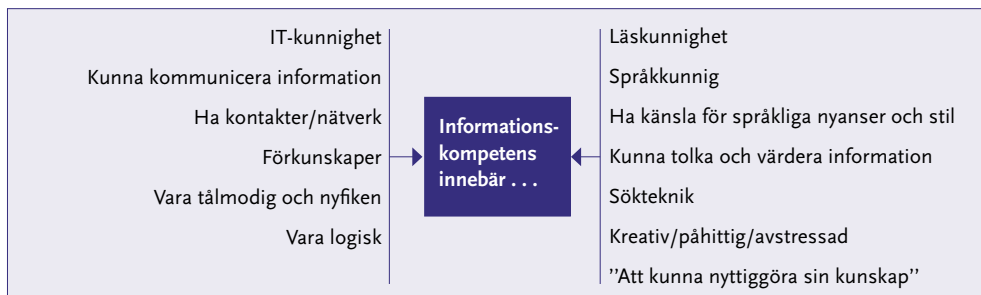 IT-kunnighet
Kunna kommunicera information
Ha kontakter/nätverk
Förkunskaper
Vara tålmodig och nyfiken
Vara logisk
Informations-
kompetens
innebär . . .
Läskunnighet
Språkkunnig
Ha känsla för språkliga nyanser och stil
Kunna tolka och värdera information
Sökteknik
Kreativ/påhittig/avstressad
”Att kunna nyttiggöra sin kunskap”